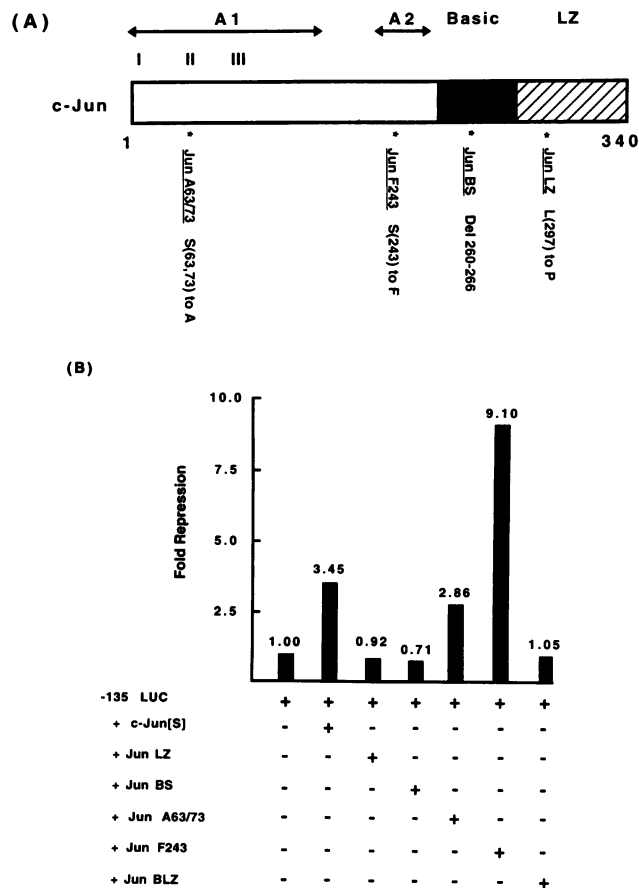 (A)
A1 A2 Basic LZ
I II III
c-Jun
1 340
* * * *
Jun A63/73 S(63,73) to A
Jun F243 S(243) to F
Jun BS Del 260-266
Jun LZ L(297) to P
(B)
Fold Repression
10.0
7.5
5.0
2.5
1.00 3.45 0.92 0.71 2.86 9.10 1.05
-135 LUC + + + + + + +
+ c-Jun[S] - + - - - - -
+ Jun LZ - - + - - - -
+ Jun BS - - - + - - -
+ Jun A63/73 - - - - + - -
+ Jun F243 - - - - - + -
+ Jun BLZ - - - - - - +